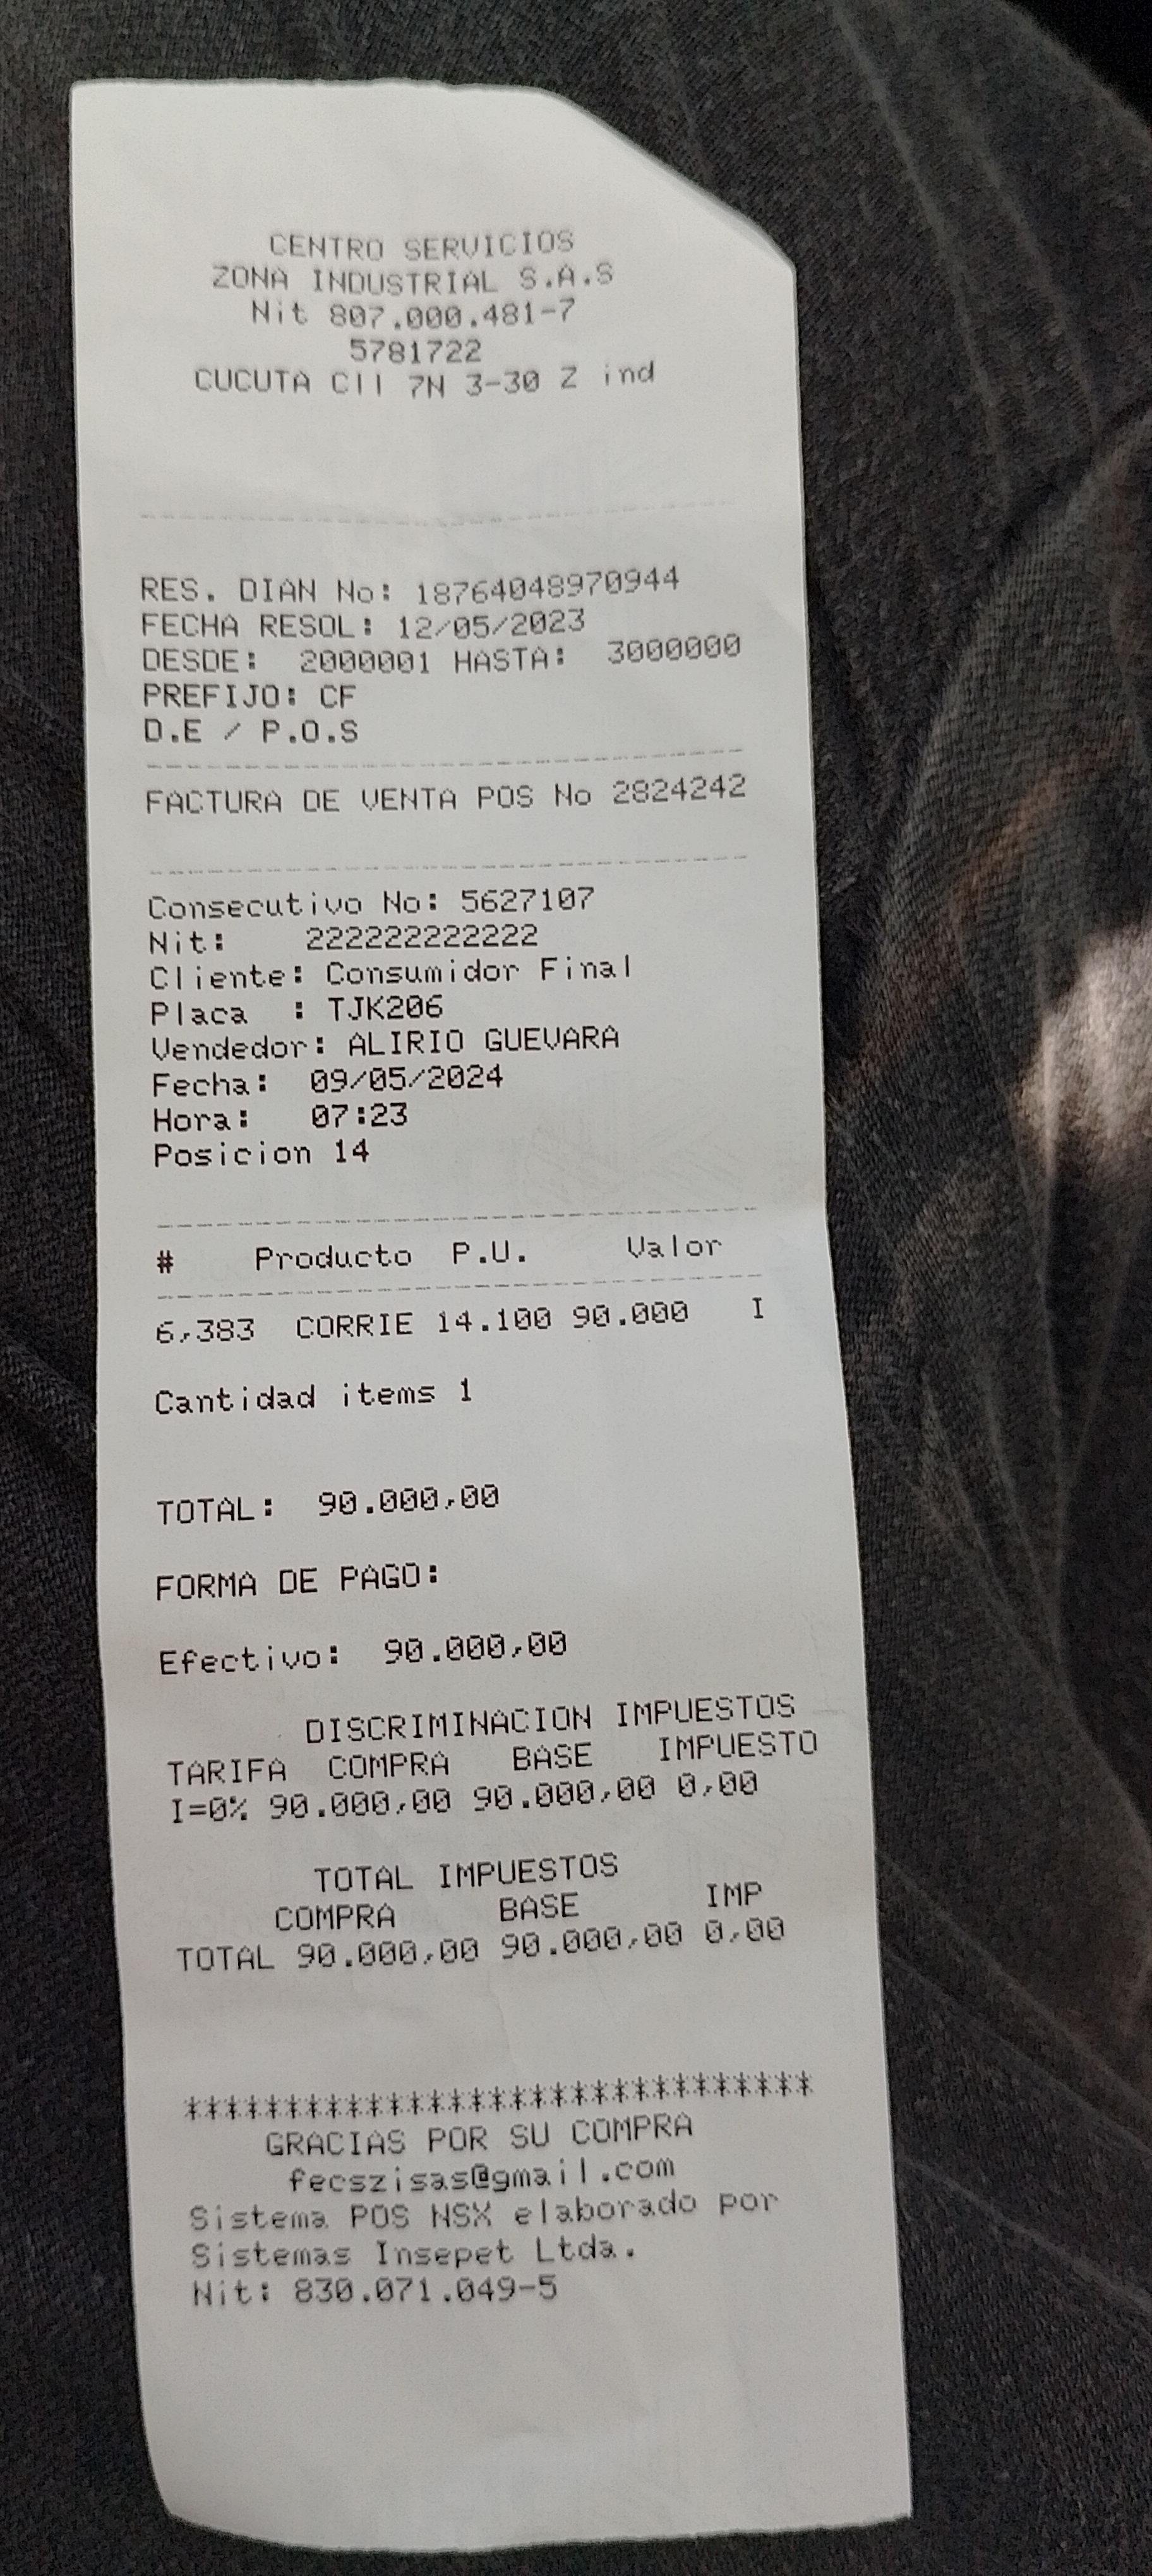 CENTRO SERVICIOS
ZONA INDUSTRIAL S.A.S
Nit 807.000.481-7
5781722
CUCUTA Cll 7N 3-30 Z ind
RES. DIAN No: 18764048970944
FECHA RESOL: 12/05/2023
DESDE: 2000001 HASTA: 3000000
PREFIJO: CF
D.E / P.O.S
FACTURA DE VENTA POS No 2824242
Consecutivo No: 5627107
Nit: 222222222222
Cliente: Consumidor Final
Placa : TJK206
Vendedor: ALIRIO GUEVARA
Fecha: 09/05/2024
Hora: 07:23
Posicion 14
# Producto P.U. Valor
6,383 CORRIE 14.100 90.000 I
Cantidad items 1
TOTAL: 90.000,00
FORMA DE PAGO:
Efectivo: 90.000,00
DISCRIMINACION IMPUESTOS
TARIFA COMPRA BASE IMPUESTO
I=0% 90.000,00 90.000,00 0,00
TOTAL IMPUESTOS
COMPRA BASE IMP
TOTAL 90.000,00 90.000,00 0,00
*******************************
GRACIAS POR SU COMPRA
fecszisas@gmail.com
Sistema POS NSX elaborado por
Sistemas Insepet Ltda.
Nit: 830.071.049-5